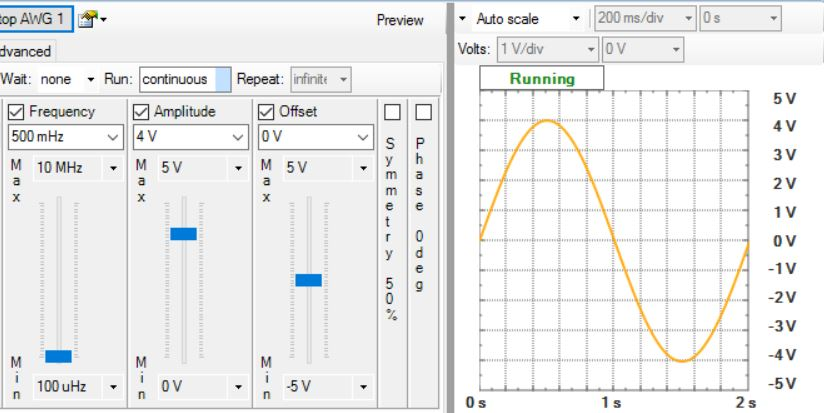 top AWG 1
Preview
dvanced
Wait: none Run: continuous Repeat: infinite
Frequency
500 mHz
Max
10 MHz
Min
100 uHz
Amplitude
4 V
Max
5 V
Min
0 V
Offset
0 V
Max
5 V
Min
-5 V
Symmetry 50%
Phase 0deg
Auto scale 200 ms/div 0 s
Volts: 1 V/div 0 V
Running
5 V
4 V
3 V
2 V
1 V
0 V
-1 V
-2 V
-3 V
-4 V
-5 V
0 s 1 s 2 s